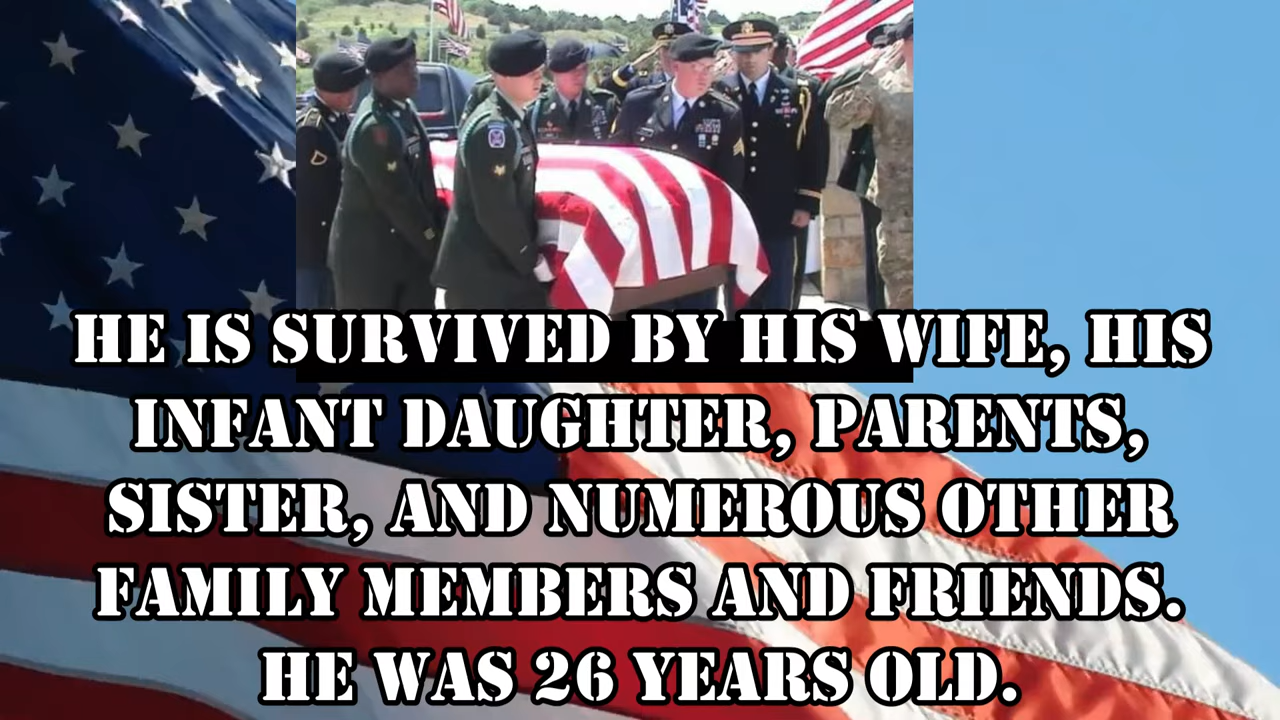 HE IS SURVIVED BY HIS WIFE, HIS
INFANT DAUGHTER, PARENTS,
SISTER, AND NUMEROUS OTHER
FAMILY MEMBERS AND FRIENDS.
HE WAS 26 YEARS OLD.